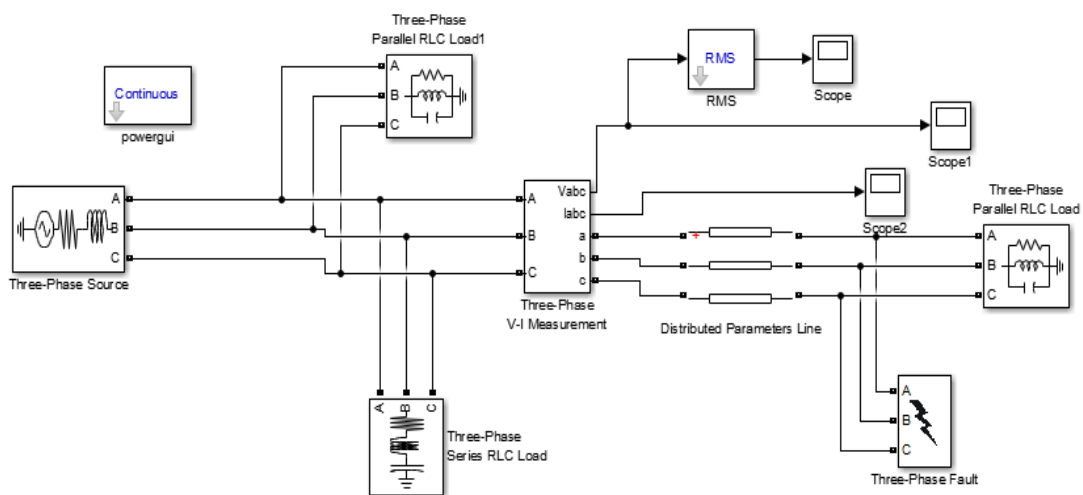 Three-Phase
Parallel RLC Load1
A
B
C
Continuous
powergui
RMS
RMS
Scope
Scope1
Scope2
A
B
C
Three-Phase Source
A
B
C
Vabc
Iabc
a
b
c
Three-Phase
V-I Measurement
Distributed Parameters Line
Three-Phase
Parallel RLC Load
A
B
C
A
B
C
Three-Phase
Series RLC Load
A
B
C
Three-Phase Fault